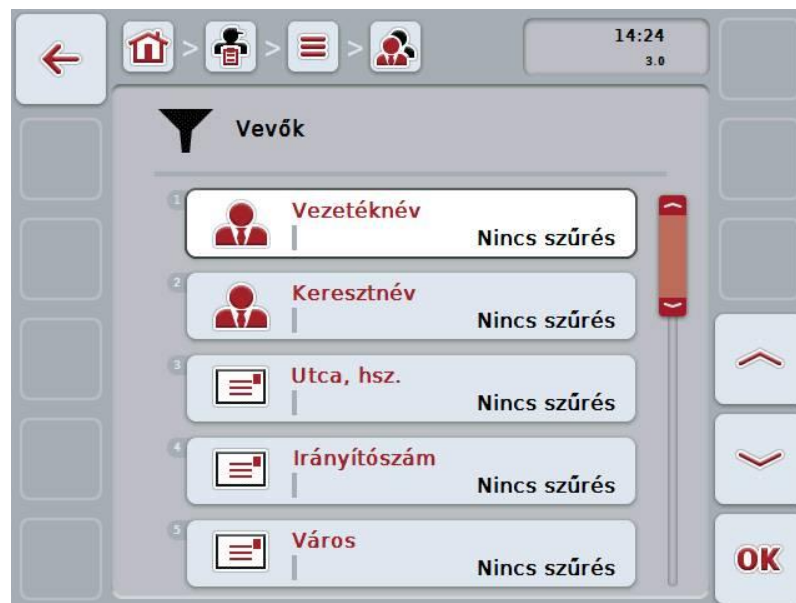 14:24
3.0
Vevők
1
Vezetéknév
Nincs szűrés
2
Keresztnév
Nincs szűrés
3
Utca, hsz.
Nincs szűrés
4
Irányítószám
Nincs szűrés
5
Város
Nincs szűrés
OK